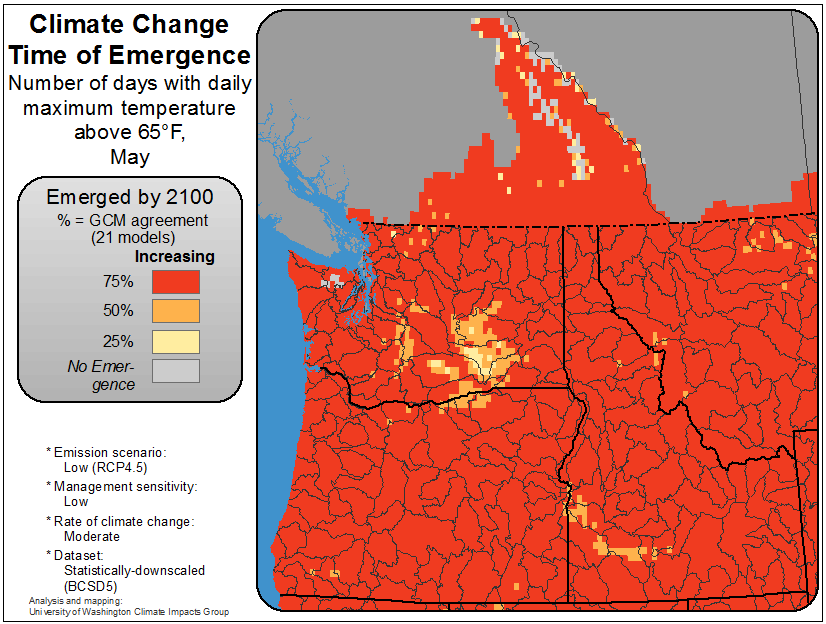 Climate Change
Time of Emergence
Number of days with daily
maximum temperature
above 65°F,
May
Emerged by 2100
% = GCM agreement
(21 models)
Increasing
75%
50%
25%
No Emer-
gence
* Emission scenario:
Low (RCP4.5)
* Management sensitivity:
Low
* Rate of climate change:
Moderate
* Dataset:
Statistically-downscaled
(BCSD5)
Analysis and mapping:
University of Washington Climate Impacts Group